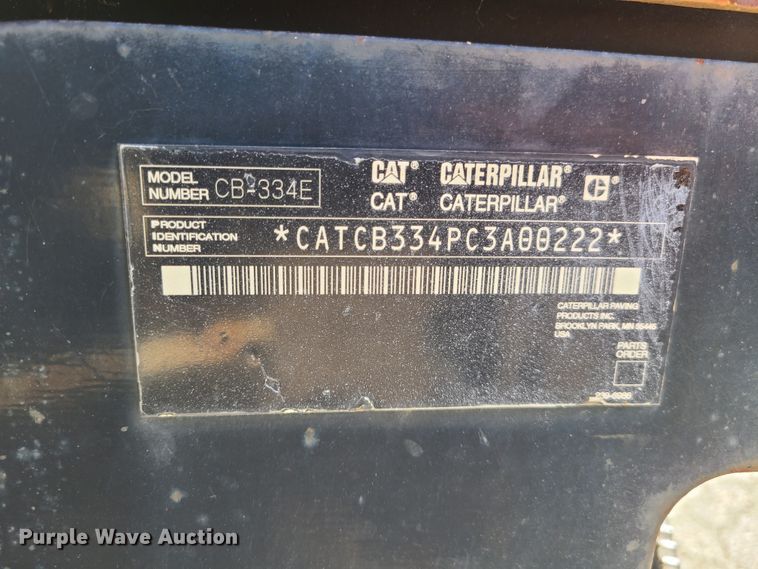 MODEL NUMBER CB-334E
CAT® CATERPILLAR® C®
CAT® CATERPILLAR®
PRODUCT
IDENTIFICATION
NUMBER
*CATCB334PC3A00222*
CATERPILLAR PAVING
PRODUCTS INC.
BROOKLYN PARK, MN 55445
USA
PARTS
ORDER
Purple Wave Auction